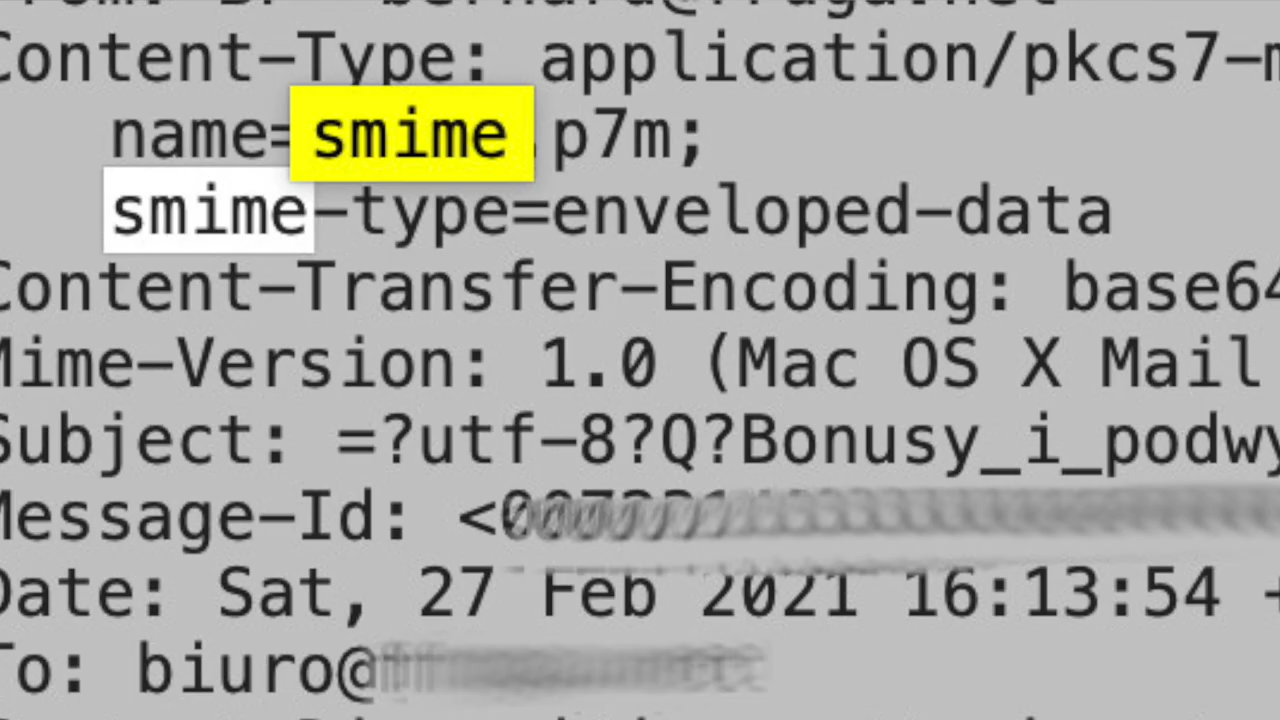 Content-Type: application/pkcs7-m
name=smime.p7m;
smime-type=enveloped-data
Content-Transfer-Encoding: base64
Mime-Version: 1.0 (Mac OS X Mail
Subject: =?utf-8?Q?Bonusy_i_podwy
Message-Id: <
Date: Sat, 27 Feb 2021 16:13:54 +
To: biuro@